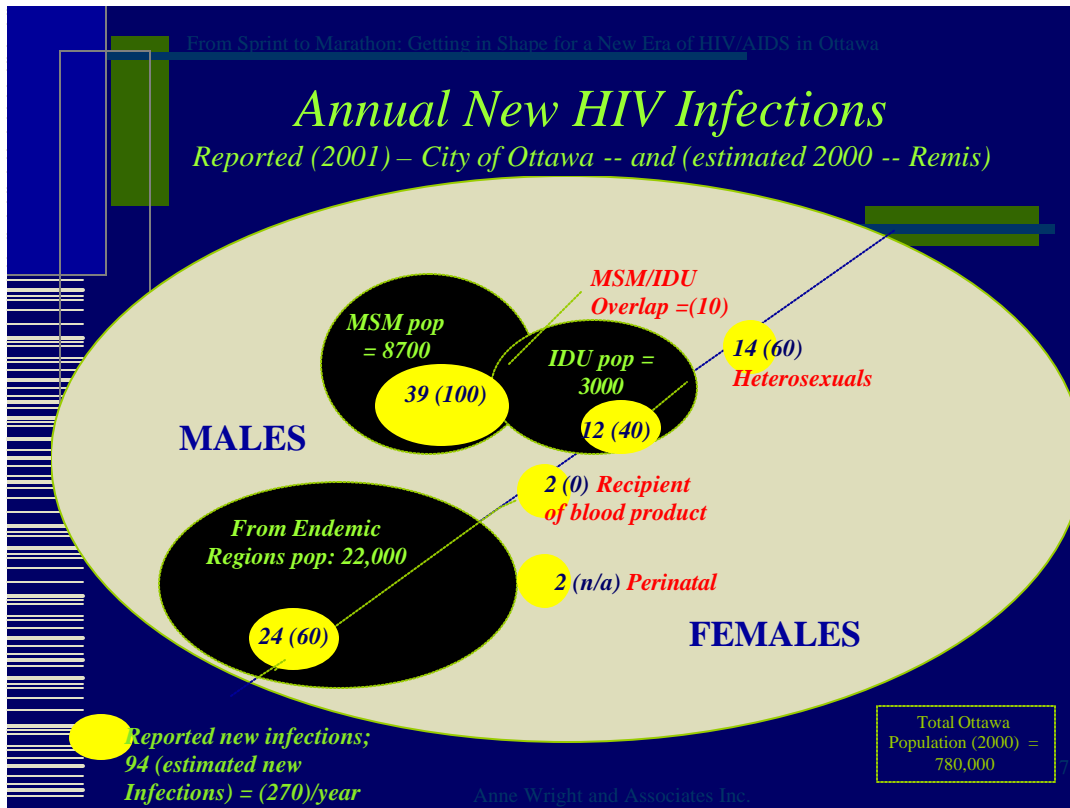 From Sprint to Marathon: Getting in Shape for a New Era of HIV/AIDS in Ottawa
Annual New HIV Infections
Reported (2001) – City of Ottawa -- and (estimated 2000 -- Remis)
MSM/IDU
Overlap =(10)
MSM pop
= 8700
IDU pop =
3000
14 (60)
Heterosexuals
39 (100)
12 (40)
MALES
2 (0) Recipient
of blood product
From Endemic
Regions pop: 22,000
2 (n/a) Perinatal
24 (60)
FEMALES
Reported new infections;
94 (estimated new
Infections) = (270)/year
Total Ottawa
Population (2000) =
780,000
7
Anne Wright and Associates Inc.